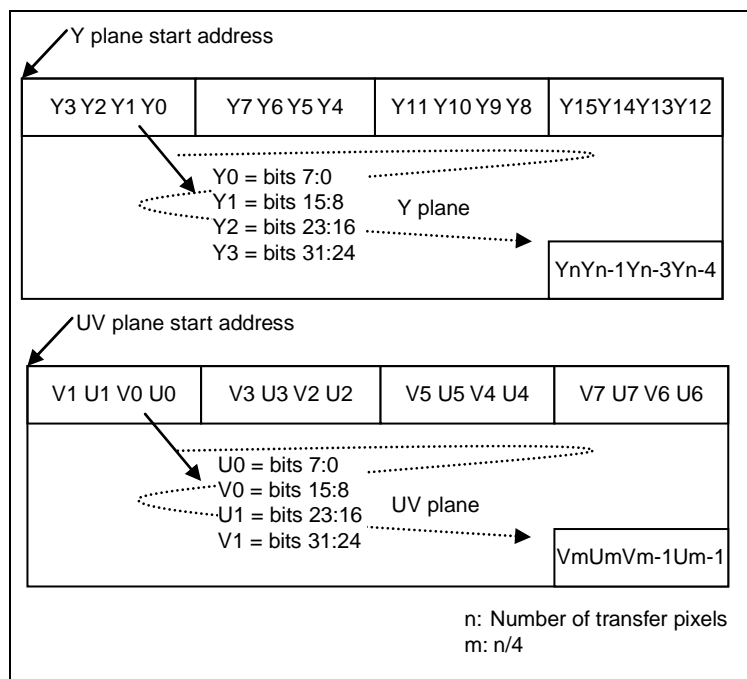 Y plane start address
Y3 Y2 Y1 Y0 Y7 Y6 Y5 Y4 Y11 Y10 Y9 Y8 Y15Y14Y13Y12
Y0 = bits 7:0
Y1 = bits 15:8
Y2 = bits 23:16
Y3 = bits 31:24
Y plane
YnYn-1Yn-3Yn-4
UV plane start address
V1 U1 V0 U0 V3 U3 V2 U2 V5 U5 V4 U4 V7 U7 V6 U6
U0 = bits 7:0
V0 = bits 15:8
U1 = bits 23:16
V1 = bits 31:24
UV plane
VmUmVm-1Um-1
n: Number of transfer pixels
m: n/4